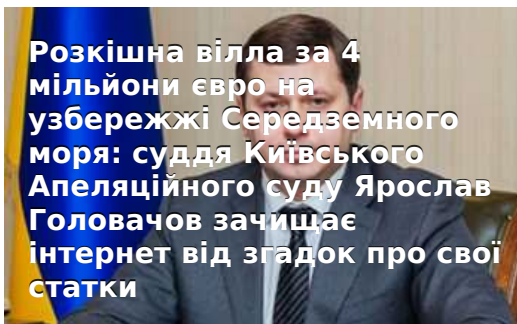 Розкішна вілла за 4
мільйони євро на
узбережжі Середземного
моря: суддя Київського
Апеляційного суду Ярослав
Головачов зачищає
інтернет від згадок про свої
статки